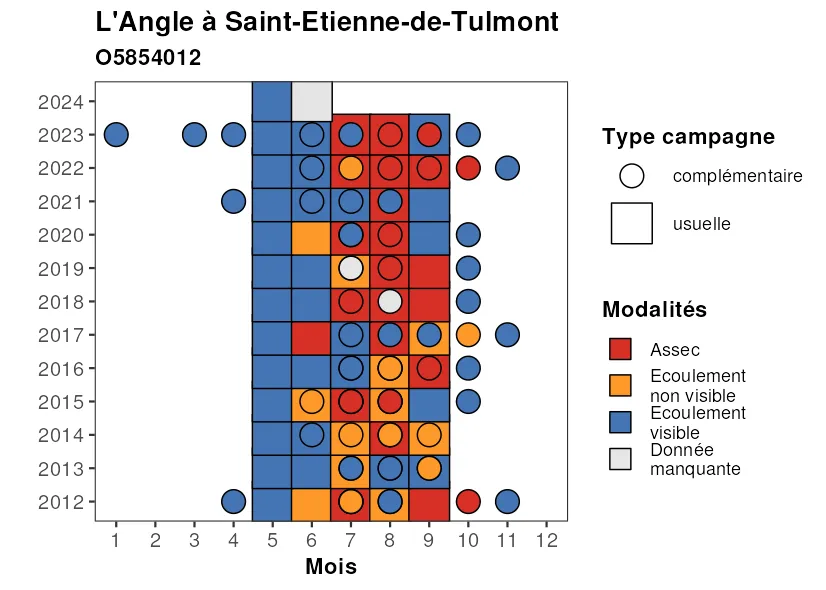 L'Angle à Saint-Etienne-de-Tulmont
O5854012
2024
2023
2022
2021
2020
2019
2018
2017
2016
2015
2014
2013
2012
1 2 3 4 5 6 7 8 9 10 11 12
Mois
Type campagne
complémentaire
usuelle
Modalités
Assec
Ecoulement
non visible
Ecoulement
visible
Donnée
manquante